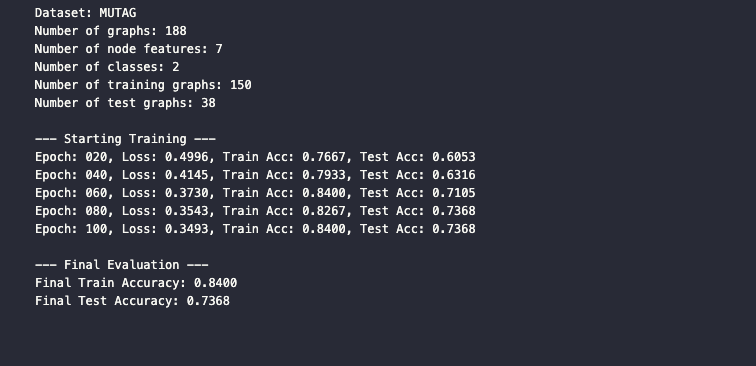 Dataset: MUTAG
Number of graphs: 188
Number of node features: 7
Number of classes: 2
Number of training graphs: 150
Number of test graphs: 38
--- Starting Training ---
Epoch: 020, Loss: 0.4996, Train Acc: 0.7667, Test Acc: 0.6053
Epoch: 040, Loss: 0.4145, Train Acc: 0.7933, Test Acc: 0.6316
Epoch: 060, Loss: 0.3730, Train Acc: 0.8400, Test Acc: 0.7105
Epoch: 080, Loss: 0.3543, Train Acc: 0.8267, Test Acc: 0.7368
Epoch: 100, Loss: 0.3493, Train Acc: 0.8400, Test Acc: 0.7368
--- Final Evaluation ---
Final Train Accuracy: 0.8400
Final Test Accuracy: 0.7368